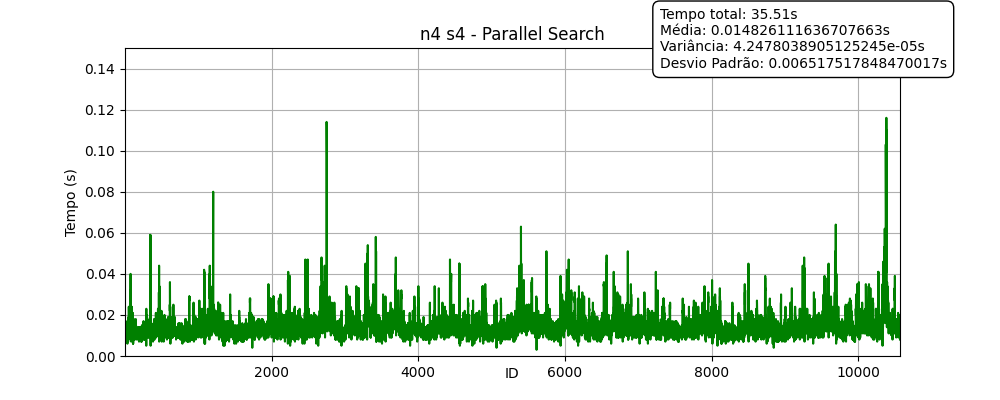 n4 s4 - Parallel Search
Tempo total: 35.51s
Média: 0.014826111636707663s
Variância: 4.2478038905125245e-05s
Desvio Padrão: 0.006517517848470017s
Tempo (s)
0.14
0.12
0.10
0.08
0.06
0.04
0.02
0.00
2000
4000
6000
8000
10000
ID